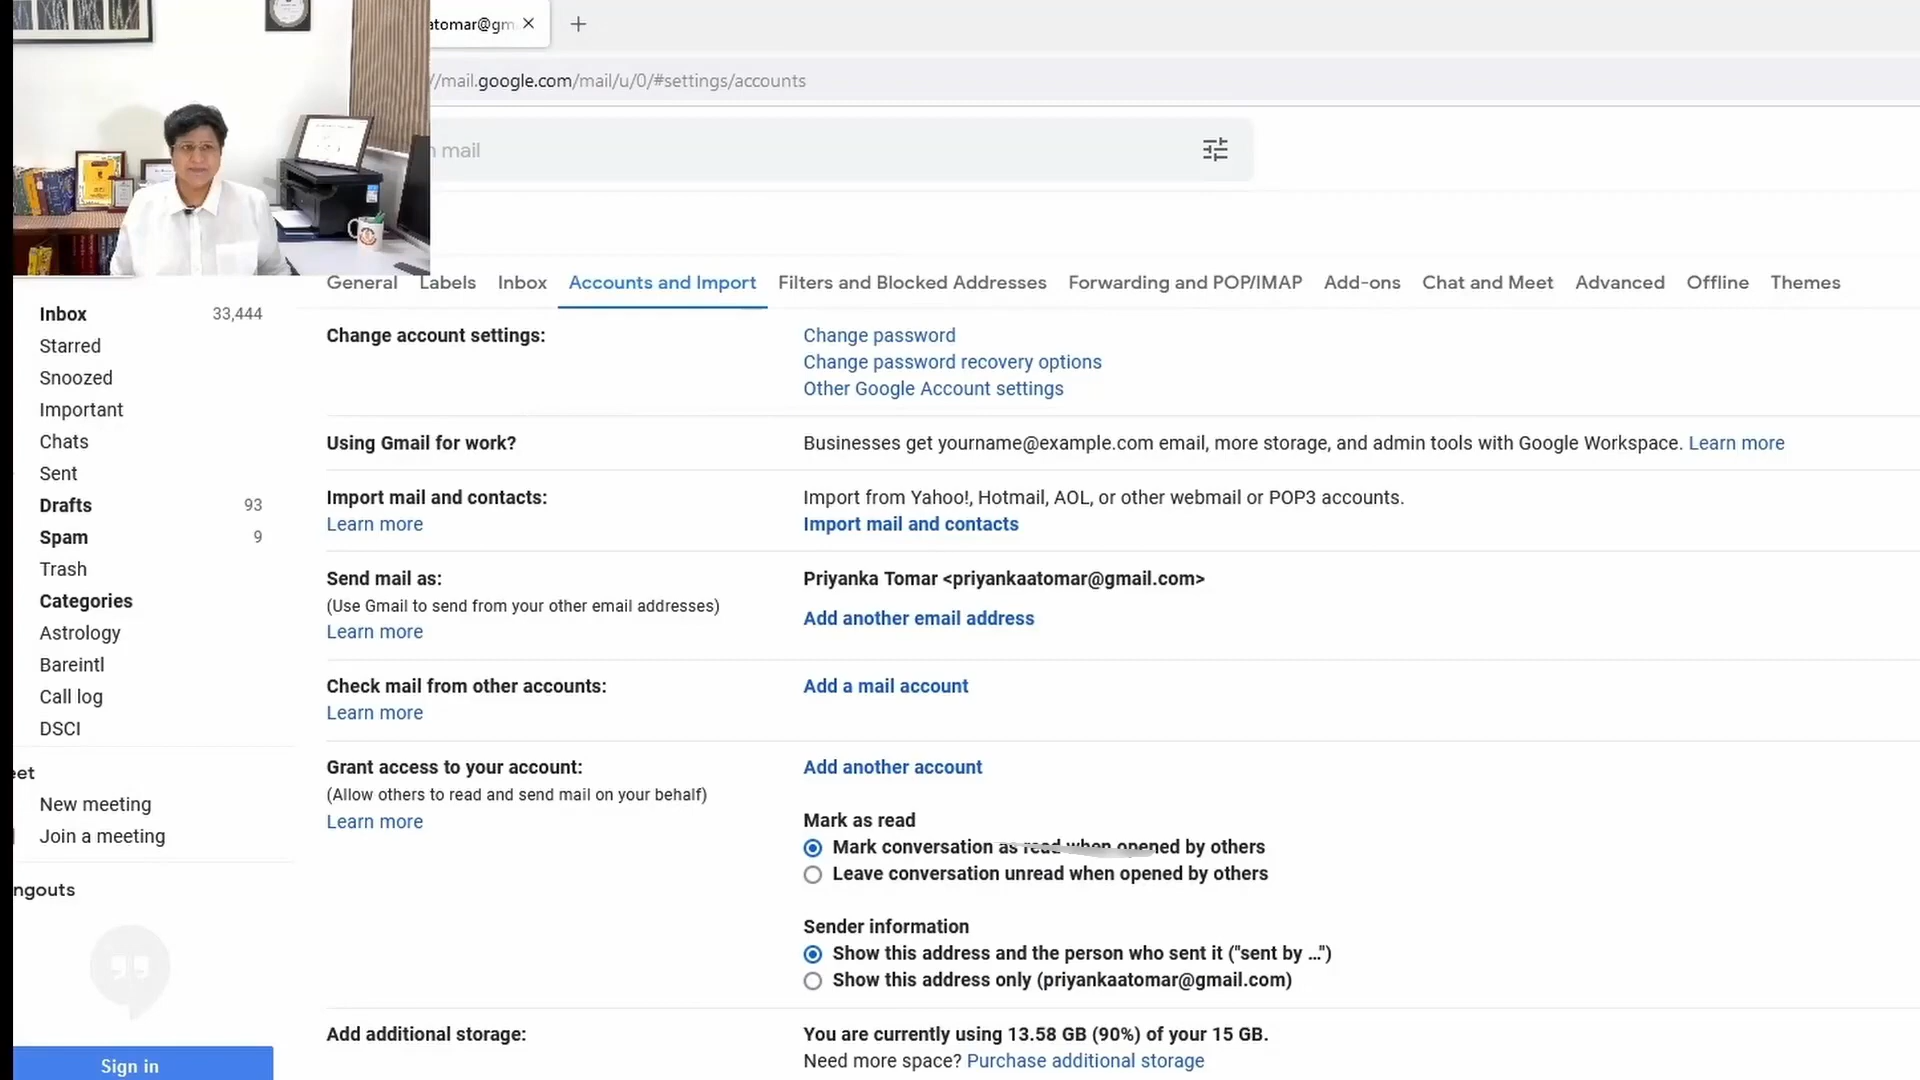 atomar@gm
//mail.google.com/mail/u/0/#settings/accounts
mail
General Labels Inbox Accounts and Import Filters and Blocked Addresses Forwarding and POP/IMAP Add-ons Chat and Meet Advanced Offline Themes
Inbox 33,444
Starred
Snoozed
Important
Chats
Sent
Drafts 93
Spam 9
Trash
Categories
Astrology
Bareintl
Call log
DSCI
eet
New meeting
Join a meeting
ngouts
Sign in
Change account settings:
Change password
Change password recovery options
Other Google Account settings
Using Gmail for work?
Businesses get yourname@example.com email, more storage, and admin tools with Google Workspace. Learn more
Import mail and contacts:
Learn more
Import from Yahoo!, Hotmail, AOL, or other webmail or POP3 accounts.
Import mail and contacts
Send mail as:
(Use Gmail to send from your other email addresses)
Learn more
Priyanka Tomar <priyankaatomar@gmail.com>
Add another email address
Check mail from other accounts:
Learn more
Add a mail account
Grant access to your account:
(Allow others to read and send mail on your behalf)
Learn more
Add another account
Mark as read
Mark conversation as read when opened by others
Leave conversation unread when opened by others
Sender information
Show this address and the person who sent it ("sent by ...")
Show this address only (priyankaatomar@gmail.com)
Add additional storage:
You are currently using 13.58 GB (90%) of your 15 GB.
Need more space? Purchase additional storage